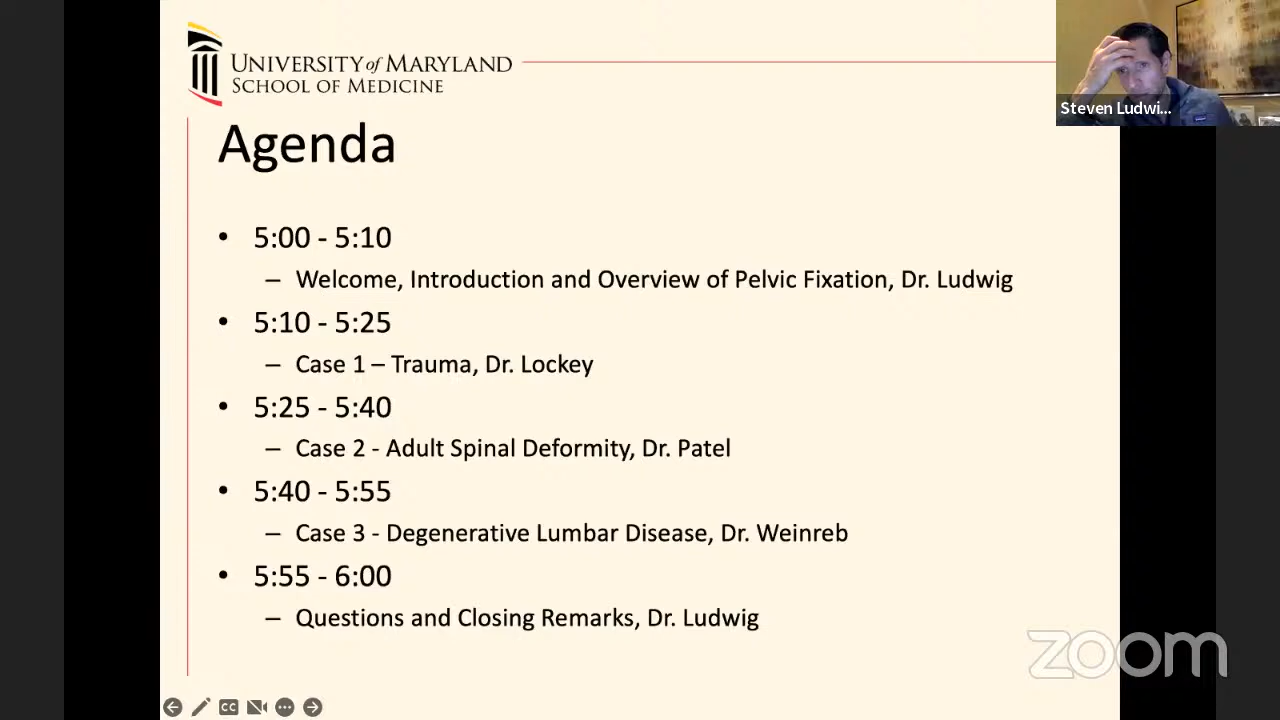 UNIVERSITY of MARYLAND
SCHOOL OF MEDICINE
Steven Ludwi...
Agenda
• 5:00 - 5:10
– Welcome, Introduction and Overview of Pelvic Fixation, Dr. Ludwig
• 5:10 - 5:25
– Case 1 – Trauma, Dr. Lockey
• 5:25 - 5:40
– Case 2 - Adult Spinal Deformity, Dr. Patel
• 5:40 - 5:55
– Case 3 - Degenerative Lumbar Disease, Dr. Weinreb
• 5:55 - 6:00
– Questions and Closing Remarks, Dr. Ludwig
zoom
CC